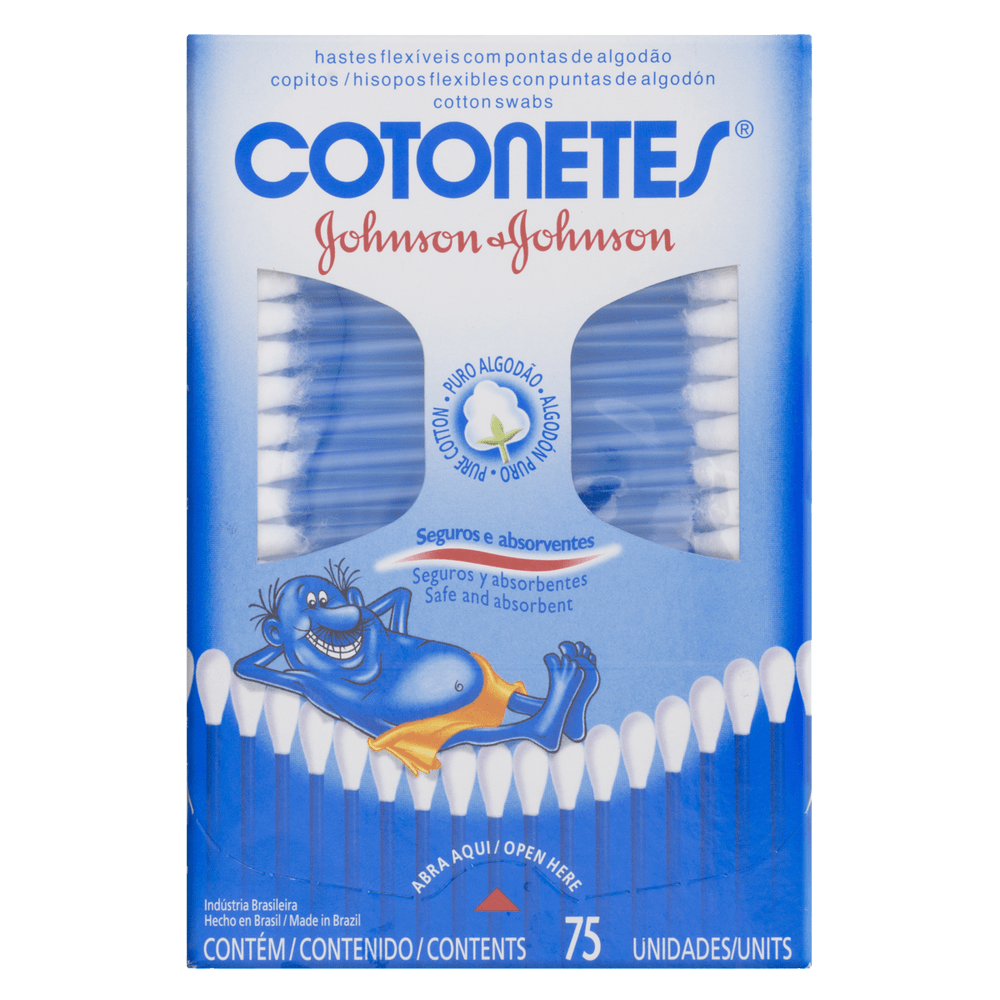 hastes flexíveis com pontas de algodão
copitos / hisopos flexibles con puntas de algodón
cotton swabs
COTONETES®
Johnson & Johnson
PURO ALGODÃO • ALGODÓN PURO • PURE COTTON •
Seguros e absorventes
Seguros y absorbentes
Safe and absorbent
ABRA AQUI / OPEN HERE
Indústria Brasileira
Hecho en Brasil / Made in Brazil
CONTÉM / CONTENIDO / CONTENTS 75 UNIDADES/UNITS